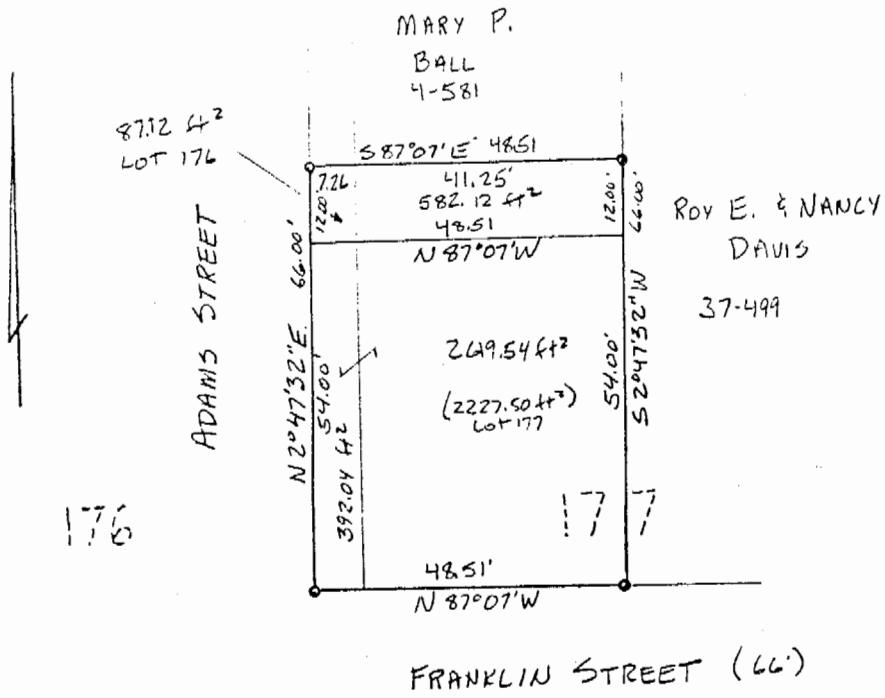 MARY P.
BALL
4-581
87.12 ft²
LOT 176
S 87°07' E 48.51
7.26
41.25'
582.12 ft²
12.00'
12.00'
66.00'
48.51
N 87°07' W
ROY E. & NANCY
DAVIS
37-499
ADAMS STREET
N 2°47'32" E 66.00'
54.00'
392.04 ft²
2619.54 ft²
(2227.50 ft²)
LOT 177
54.00'
S 2°47'32" W
176
177
48.51'
N 87°07' W
FRANKLIN STREET (66')